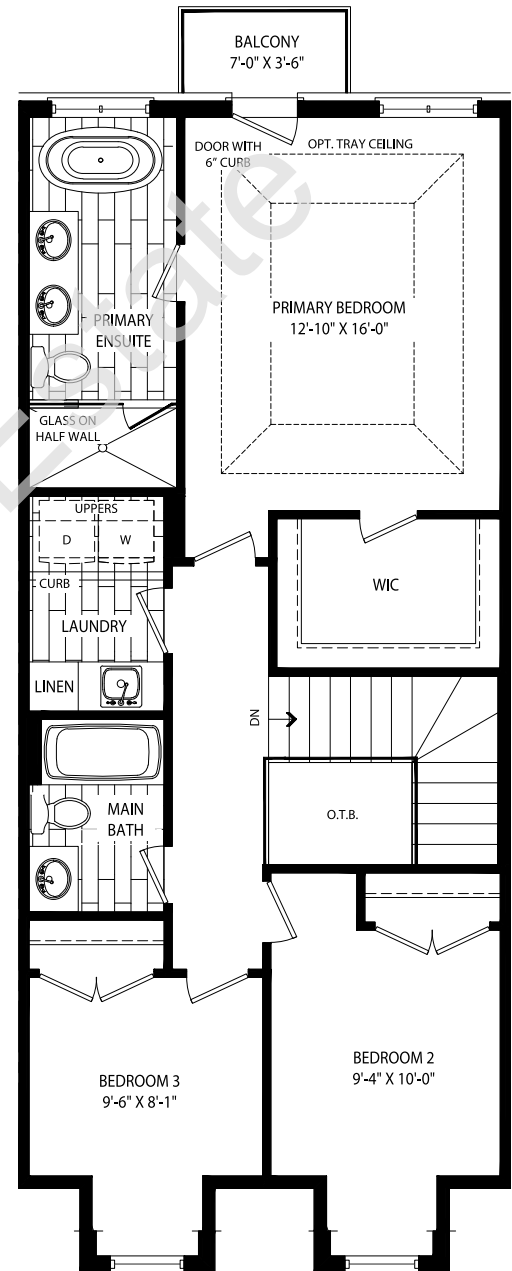 BALCONY
7'-0" X 3'-6"
DOOR WITH
6" CURB
OPT. TRAY CEILING
PRIMARY BEDROOM
12'-10" X 16'-0"
PRIMARY
ENSUITE
GLASS ON
HALF WALL
Estate
UPPERS
D
W
CURB
LAUNDRY
LINEN
WIC
DN
O.T.B.
MAIN
BATH
BEDROOM 3
9'-6" X 8'-1"
BEDROOM 2
9'-4" X 10'-0"